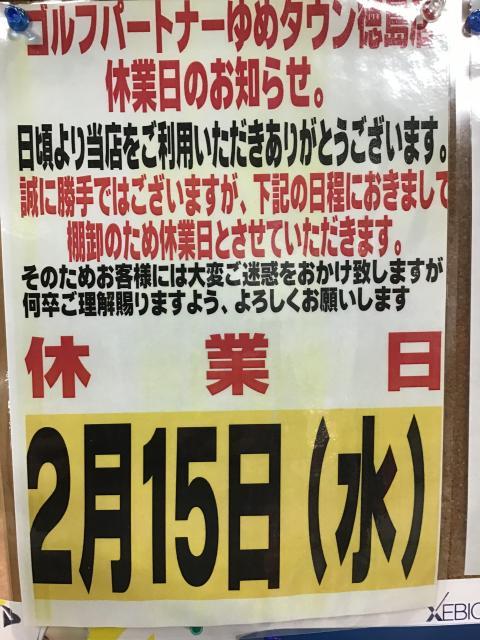 ゴルフパートナーゆめタウン徳島店
休業日のお知らせ。
日頃より当店をご利用いただきありがとうございます。
誠に勝手ではございますが、下記の日程におきまして
棚卸のため休業日とさせていただきます。
そのためお客様には大変ご迷惑をおかけ致しますが
何卒ご理解賜りますよう、よろしくお願いします
休業日
2月15日(水)
XEBIO